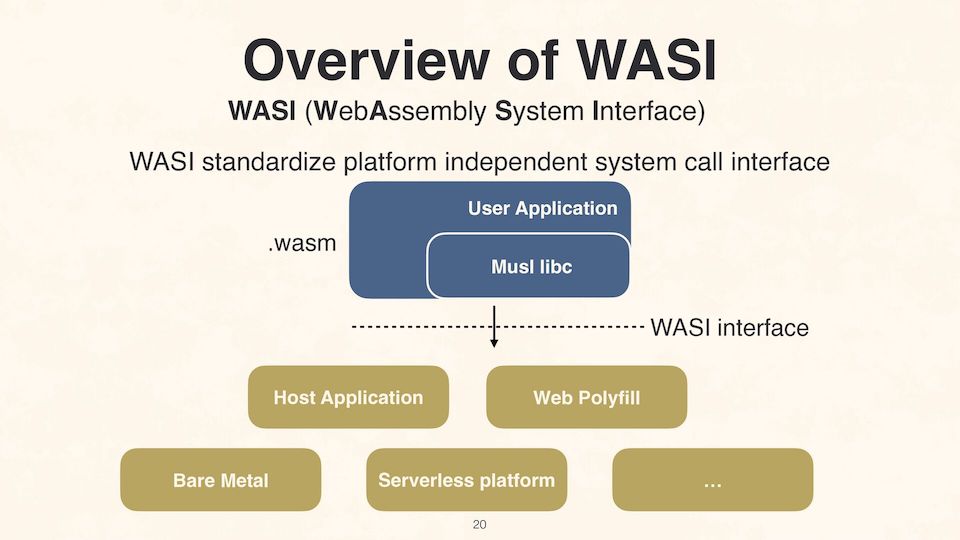 Overview of WASI
WASI (WebAssembly System Interface)
WASI standardize platform independent system call interface
User Application
.wasm
Musl libc
WASI interface
Host Application
Web Polyfill
Bare Metal
Serverless platform
...
20